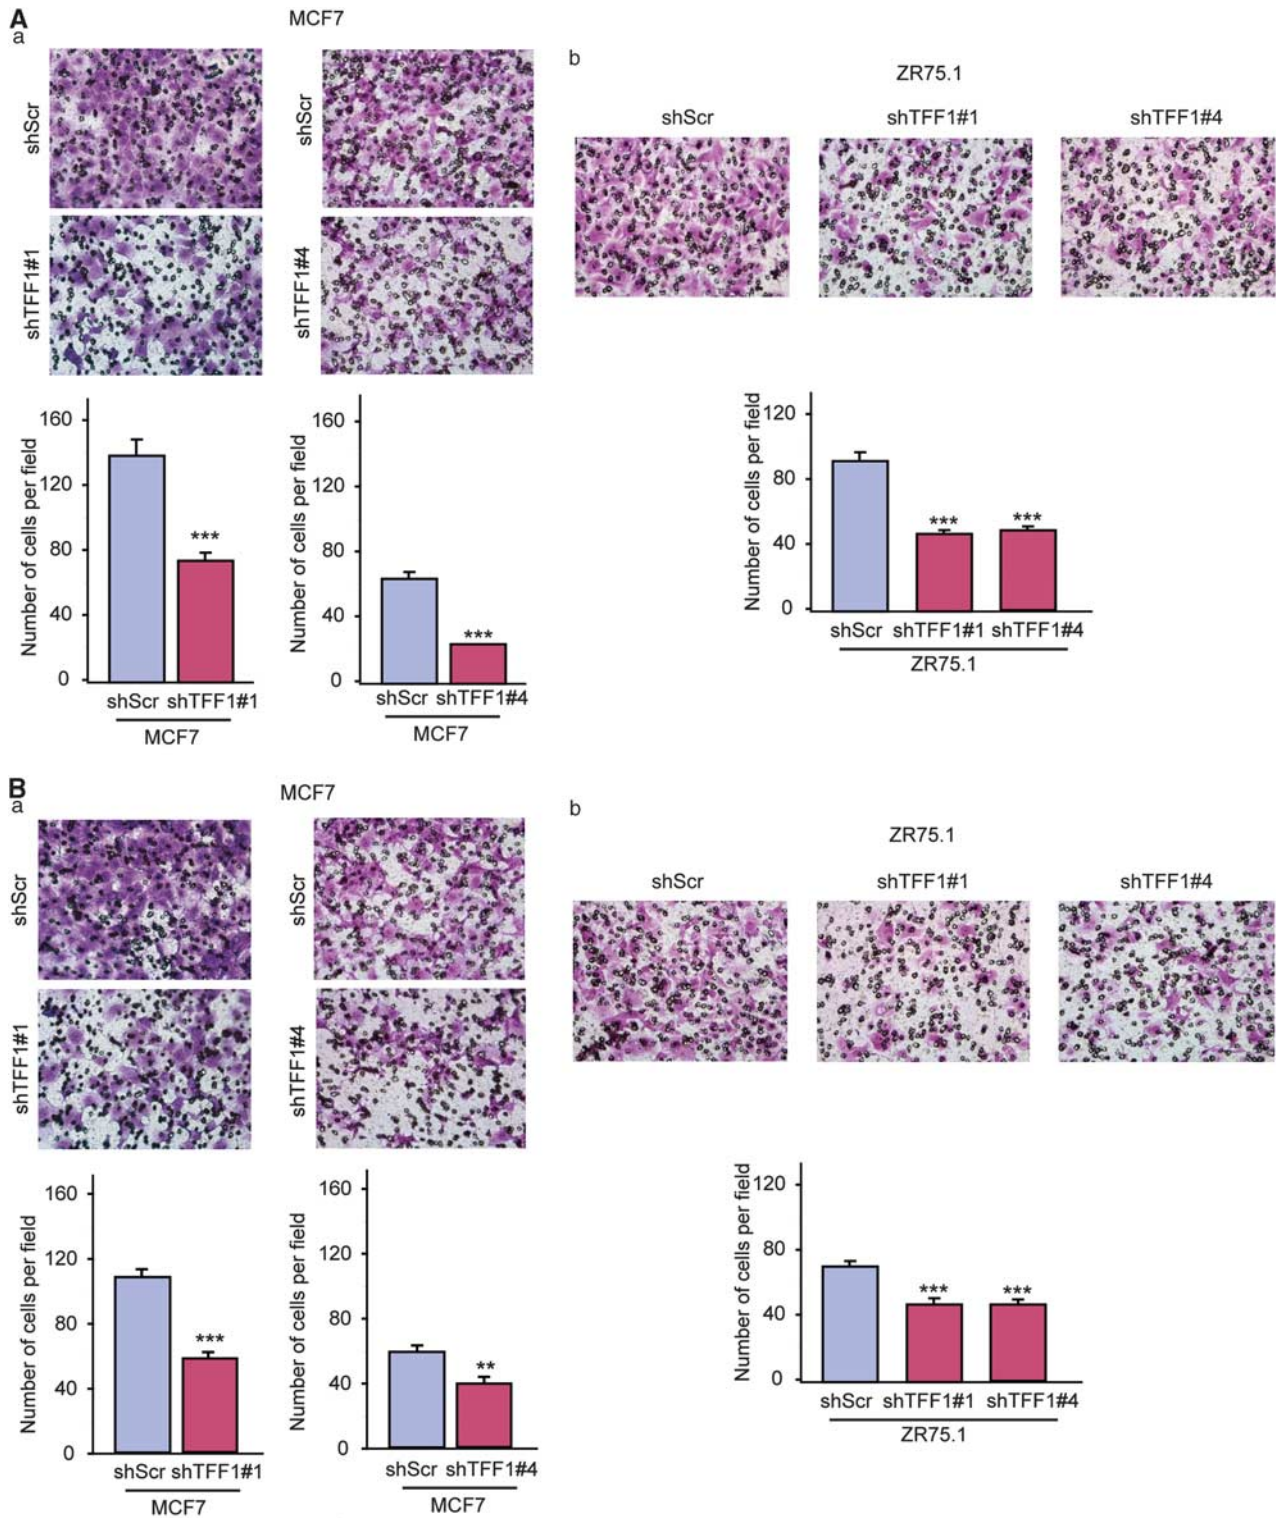 A
a
MCF7
shScr
shScr
shTFF1#1
shTFF1#4
b
ZR75.1
shScr shTFF1#1 shTFF1#4
Number of cells per field
160
120
80
40
0
***
shScr shTFF1#1
MCF7
Number of cells per field
160
120
80
40
0
***
shScr shTFF1#4
MCF7
Number of cells per field
120
80
40
0
***
***
shScr shTFF1#1 shTFF1#4
ZR75.1
B
a
MCF7
shScr
shScr
shTFF1#1
shTFF1#4
b
ZR75.1
shScr shTFF1#1 shTFF1#4
Number of cells per field
160
120
80
40
0
***
shScr shTFF1#1
MCF7
Number of cells per field
160
120
80
40
0
**
shScr shTFF1#4
MCF7
Number of cells per field
120
80
40
0
***
***
shScr shTFF1#1 shTFF1#4
ZR75.1